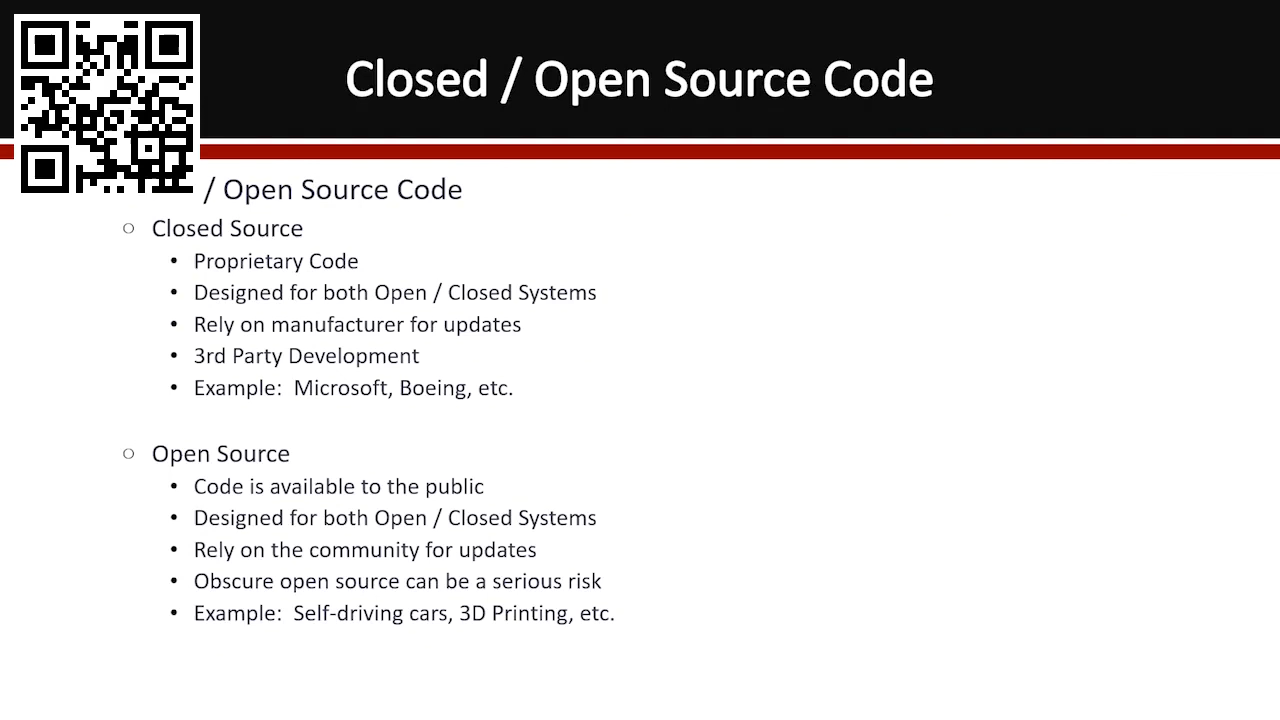 Closed / Open Source Code
/ Open Source Code
○ Closed Source
• Proprietary Code
• Designed for both Open / Closed Systems
• Rely on manufacturer for updates
• 3rd Party Development
• Example:  Microsoft, Boeing, etc.
○ Open Source
• Code is available to the public
• Designed for both Open / Closed Systems
• Rely on the community for updates
• Obscure open source can be a serious risk
• Example:  Self-driving cars, 3D Printing, etc.